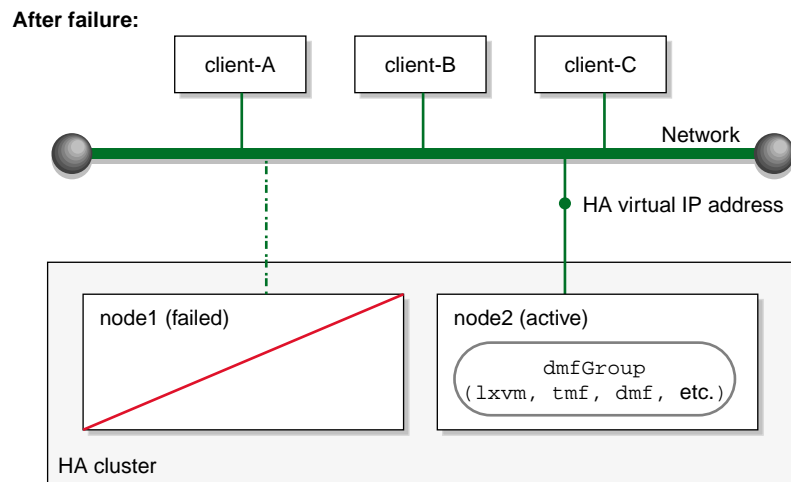 After failure:
client-A
client-B
client-C
Network
HA virtual IP address
node1 (failed)
node2 (active)
dmfGroup
(lxvm, tmf, dmf, etc.)
HA cluster